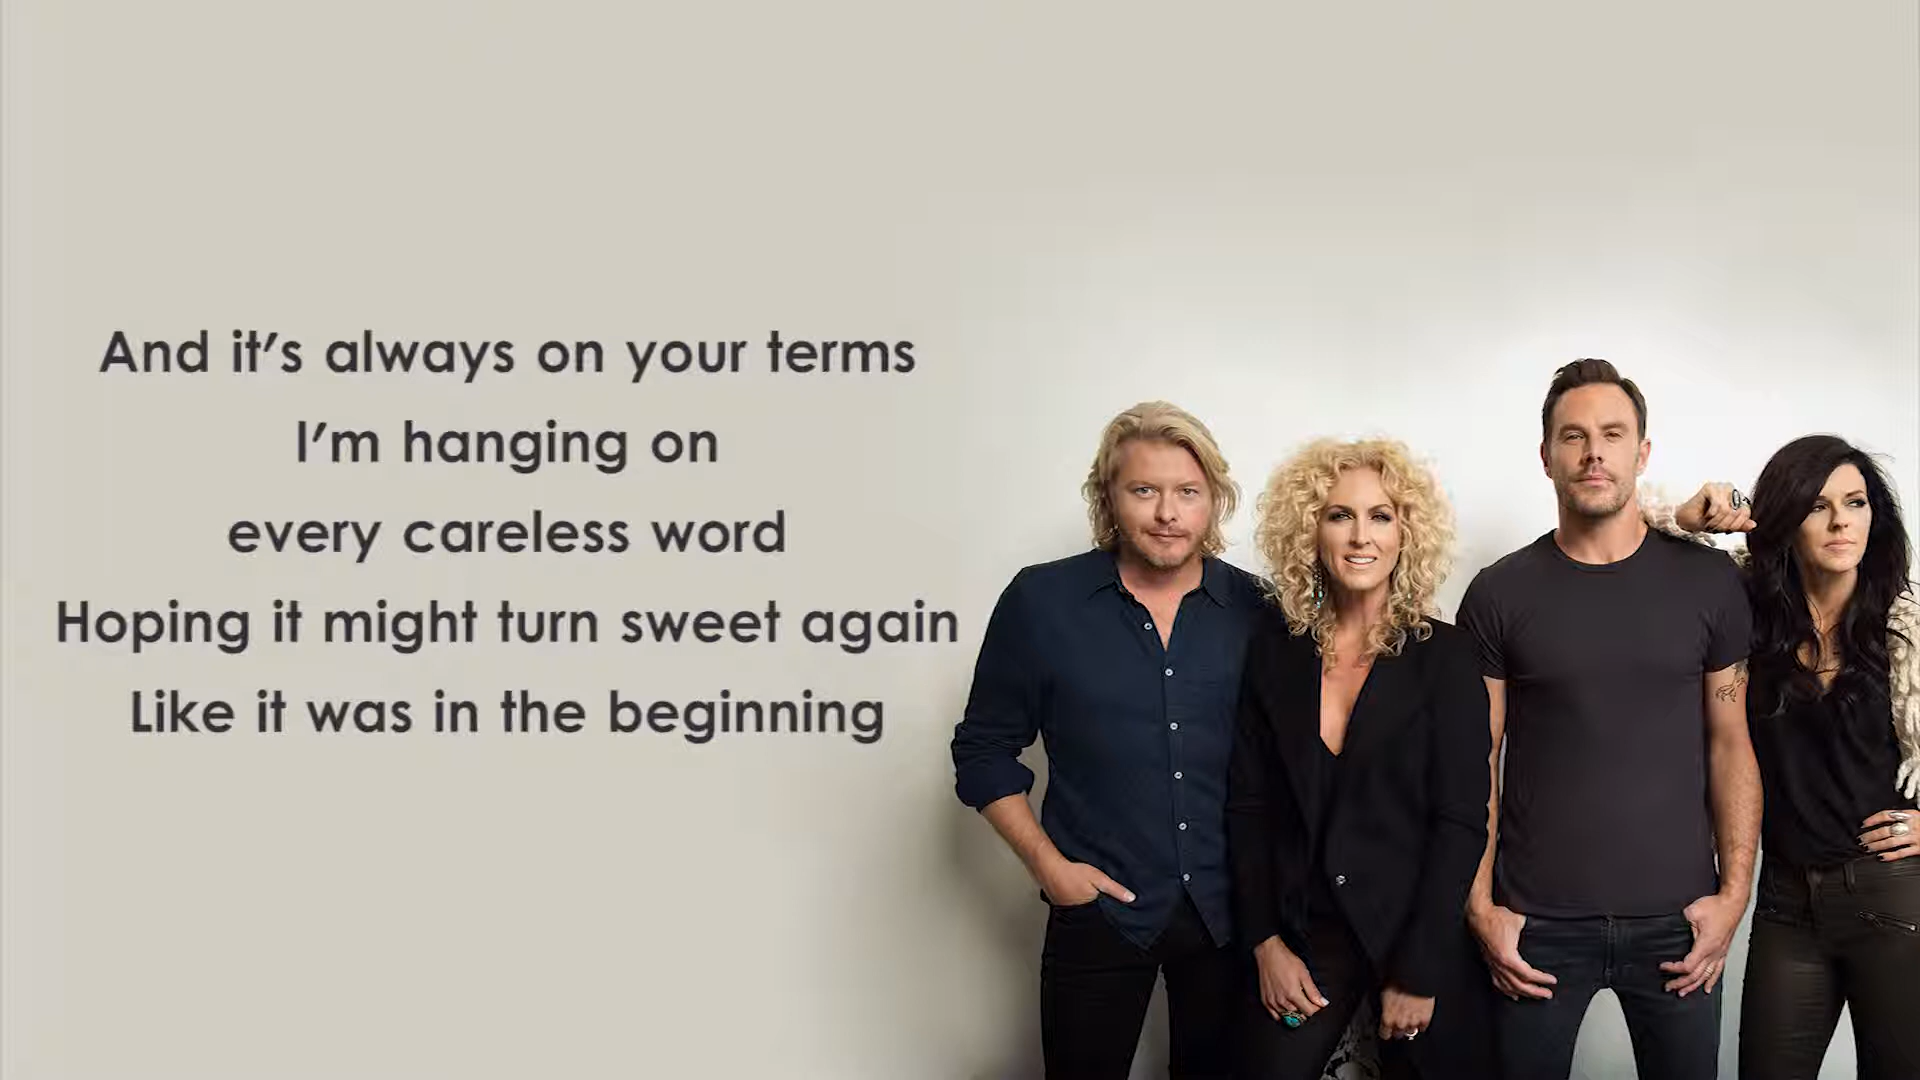 And it's always on your terms
I'm hanging on
every careless word
Hoping it might turn sweet again
Like it was in the beginning